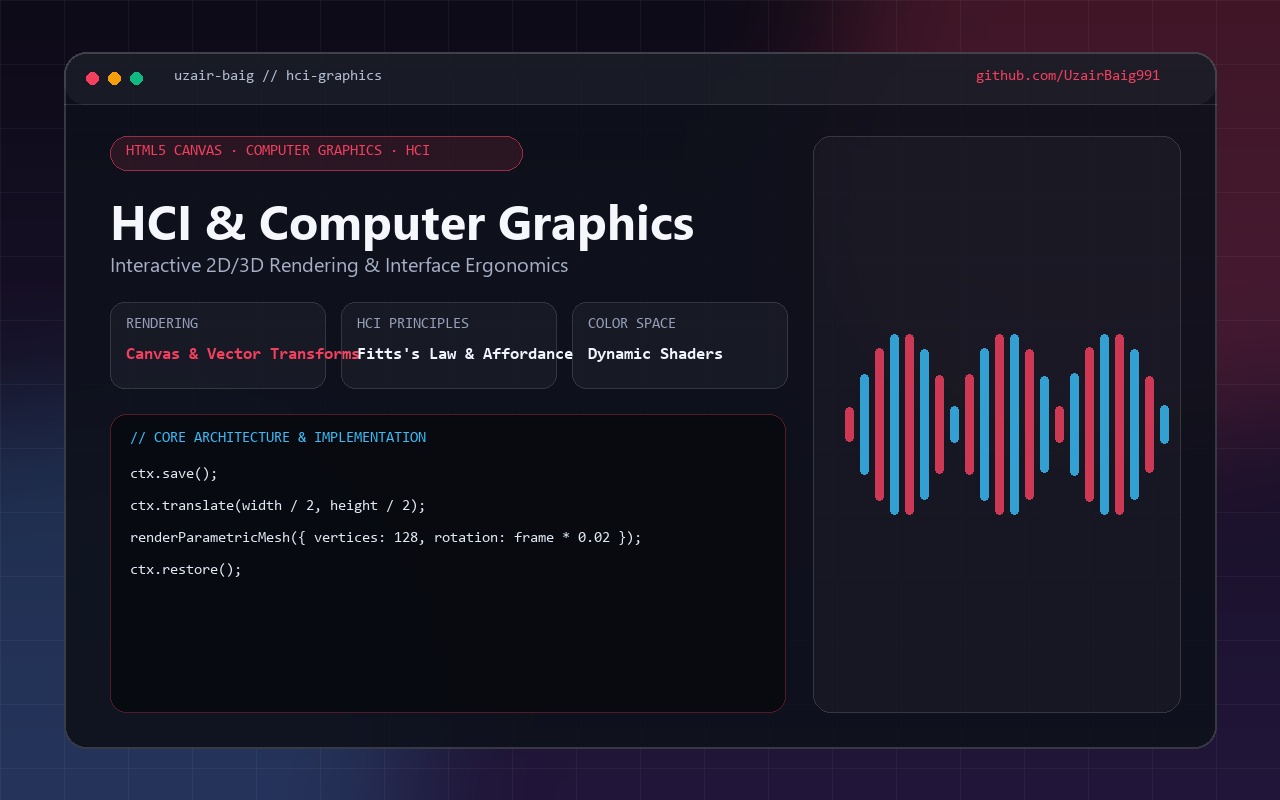 uzair-baig // hci-graphics
github.com/UzairBaig991
HTML5 CANVAS · COMPUTER GRAPHICS · HCI
HCI & Computer Graphics
Interactive 2D/3D Rendering & Interface Ergonomics
RENDERING
Canvas & Vector Transforms
HCI PRINCIPLES
Fitts's Law & Affordance
COLOR SPACE
Dynamic Shaders
// CORE ARCHITECTURE & IMPLEMENTATION
ctx.save();
ctx.translate(width / 2, height / 2);
renderParametricMesh({ vertices: 128, rotation: frame * 0.02 });
ctx.restore();